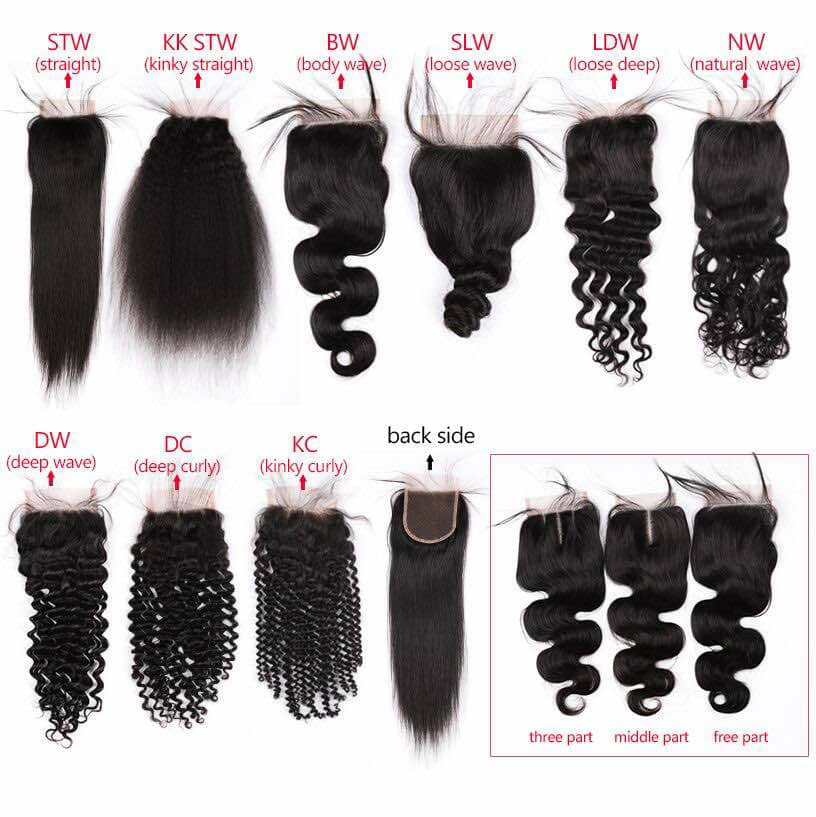 STW
(straight)
KK STW
(kinky straight)
BW
(body wave)
SLW
(loose wave)
LDW
(loose deep)
NW
(natural wave)
DW
(deep wave)
DC
(deep curly)
KC
(kinky curly)
back side
three part
middle part
free part